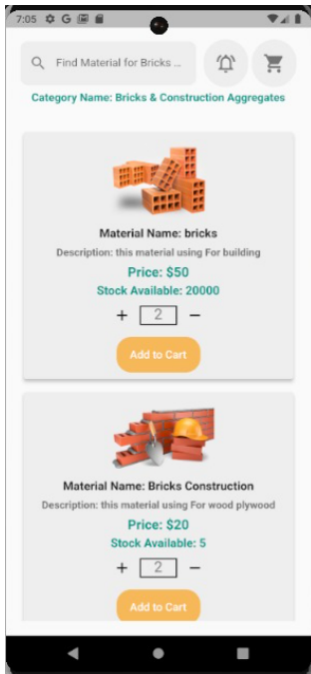 7:05
Find Material for Bricks ...
Category Name: Bricks & Construction Aggregates
Material Name: bricks
Description: this material using For building
Price: $50
Stock Available: 20000
+ 2 −
Add to Cart
Material Name: Bricks Construction
Description: this material using For wood plywood
Price: $20
Stock Available: 5
+ 2 −
Add to Cart